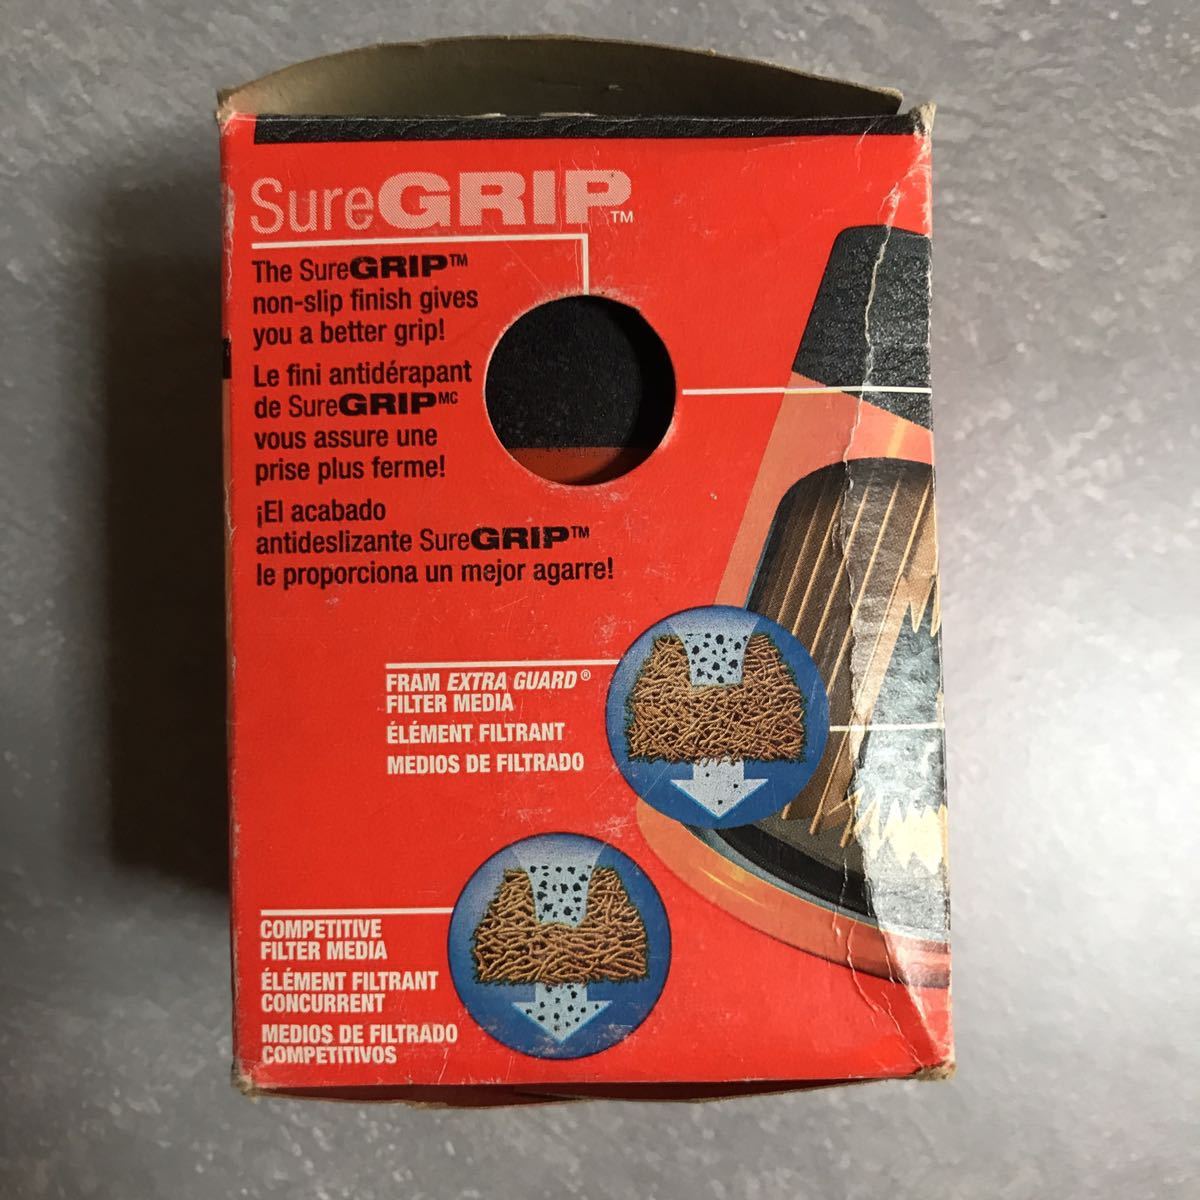 SureGRIP™
The SureGRIP™
non-slip finish gives
you a better grip!
Le fini antidérapant
de SureGRIPMC
vous assure une
prise plus ferme!
¡El acabado
antideslizante SureGRIP™
le proporciona un mejor agarre!
FRAM EXTRA GUARD®
FILTER MEDIA
ÉLÉMENT FILTRANT
MEDIOS DE FILTRADO
COMPETITIVE
FILTER MEDIA
ÉLÉMENT FILTRANT
CONCURRENT
MEDIOS DE FILTRADO
COMPETITIVOS